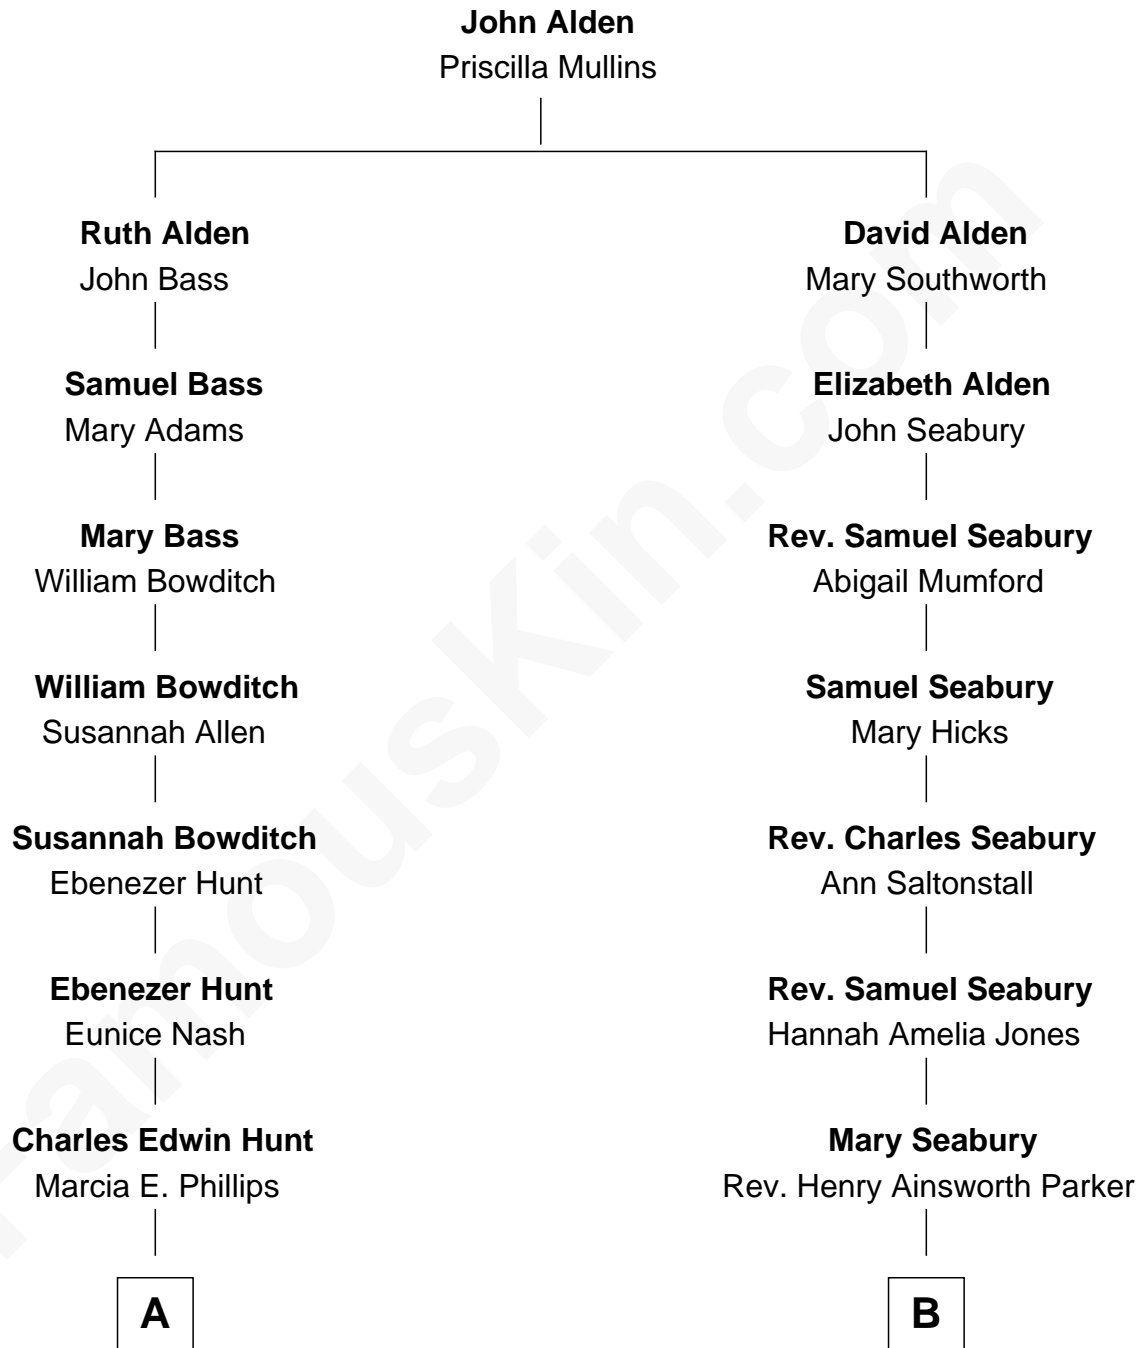 John Alden
Priscilla Mullins
Ruth Alden
John Bass
David Alden
Mary Southworth
Samuel Bass
Mary Adams
Elizabeth Alden
John Seabury
Mary Bass
William Bowditch
Rev. Samuel Seabury
Abigail Mumford
William Bowditch
Susannah Allen
Samuel Seabury
Mary Hicks
Susannah Bowditch
Ebenezer Hunt
Rev. Charles Seabury
Ann Saltonstall
Ebenezer Hunt
Eunice Nash
Rev. Samuel Seabury
Hannah Amelia Jones
Charles Edwin Hunt
Marcia E. Phillips
Mary Seabury
Rev. Henry Ainsworth Parker
A
B
FamousKin.com